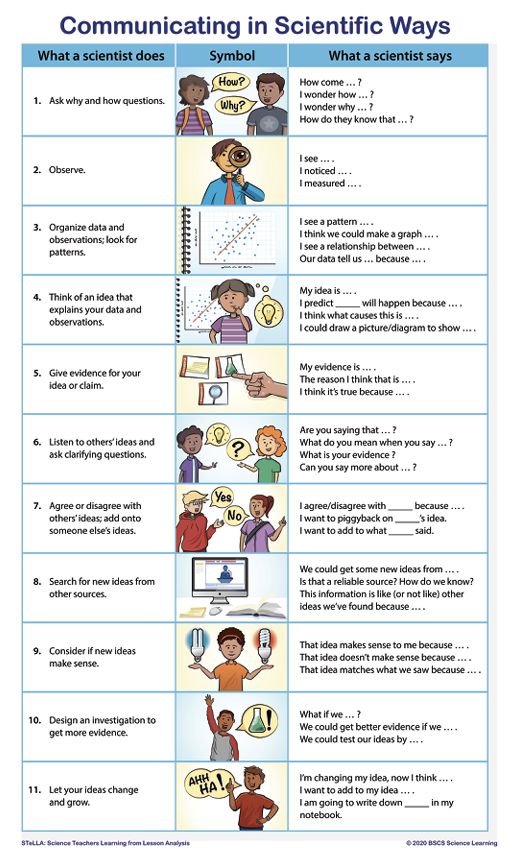 Communicating in Scientific Ways
What a scientist does
Symbol
What a scientist says
1. Ask why and how questions.
How?
Why?
How come … ?
I wonder how … ?
I wonder why … ?
How do they know that … ?
2. Observe.
I see … .
I noticed … .
I measured … .
3. Organize data and
observations; look for
patterns.
I see a pattern … .
I think we could make a graph … .
I see a relationship between … .
Our data tell us … because … .
4. Think of an idea that
explains your data and
observations.
My idea is … .
I predict _____ will happen because … .
I think what causes this is … .
I could draw a picture/diagram to show … .
5. Give evidence for your
idea or claim.
My evidence is … .
The reason I think that is … .
I think it's true because … .
6. Listen to others' ideas and
ask clarifying questions.
?
Are you saying that … ?
What do you mean when you say … ?
What is your evidence ?
Can you say more about … ?
7. Agree or disagree with
others' ideas; add onto
someone else's ideas.
Yes
No
I agree/disagree with _____ because … .
I want to piggyback on _____'s idea.
I want to add to what _____ said.
8. Search for new ideas from
other sources.
We could get some new ideas from … .
Is that a reliable source? How do we know?
This information is like (or not like) other
ideas we've found because … .
9. Consider if new ideas
make sense.
That idea makes sense to me because … .
That idea doesn't make sense because … .
That idea matches what we saw because … .
10. Design an investigation to
get more evidence.
!
What if we … ?
We could get better evidence if we … .
We could test our ideas by … .
11. Let your ideas change
and grow.
AHH
HA!
I'm changing my idea, now I think … .
I want to add to my idea … .
I am going to write down _____ in my
notebook.
STeLLA: Science Teachers Learning from Lesson Analysis
© 2020 BSCS Science Learning